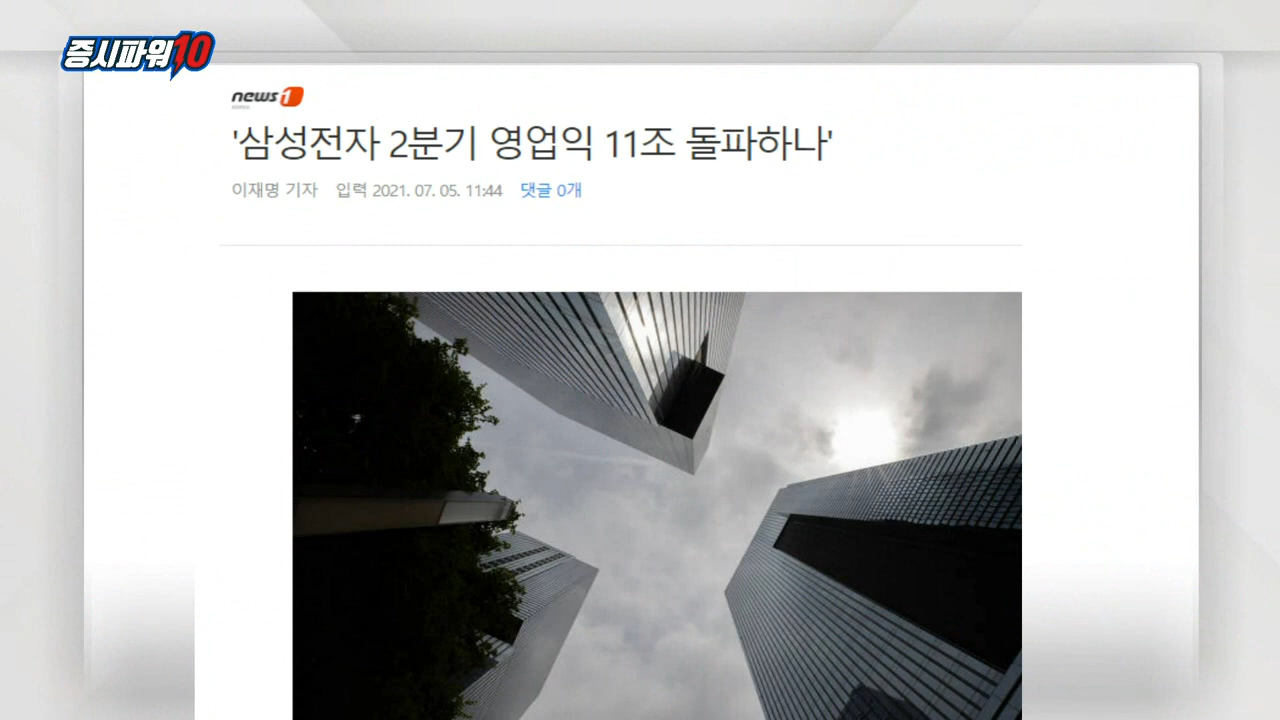 증시파워10
news1
'삼성전자 2분기 영업익 11조 돌파하나'
이재명 기자 입력 2021. 07. 05. 11:44 댓글 0개